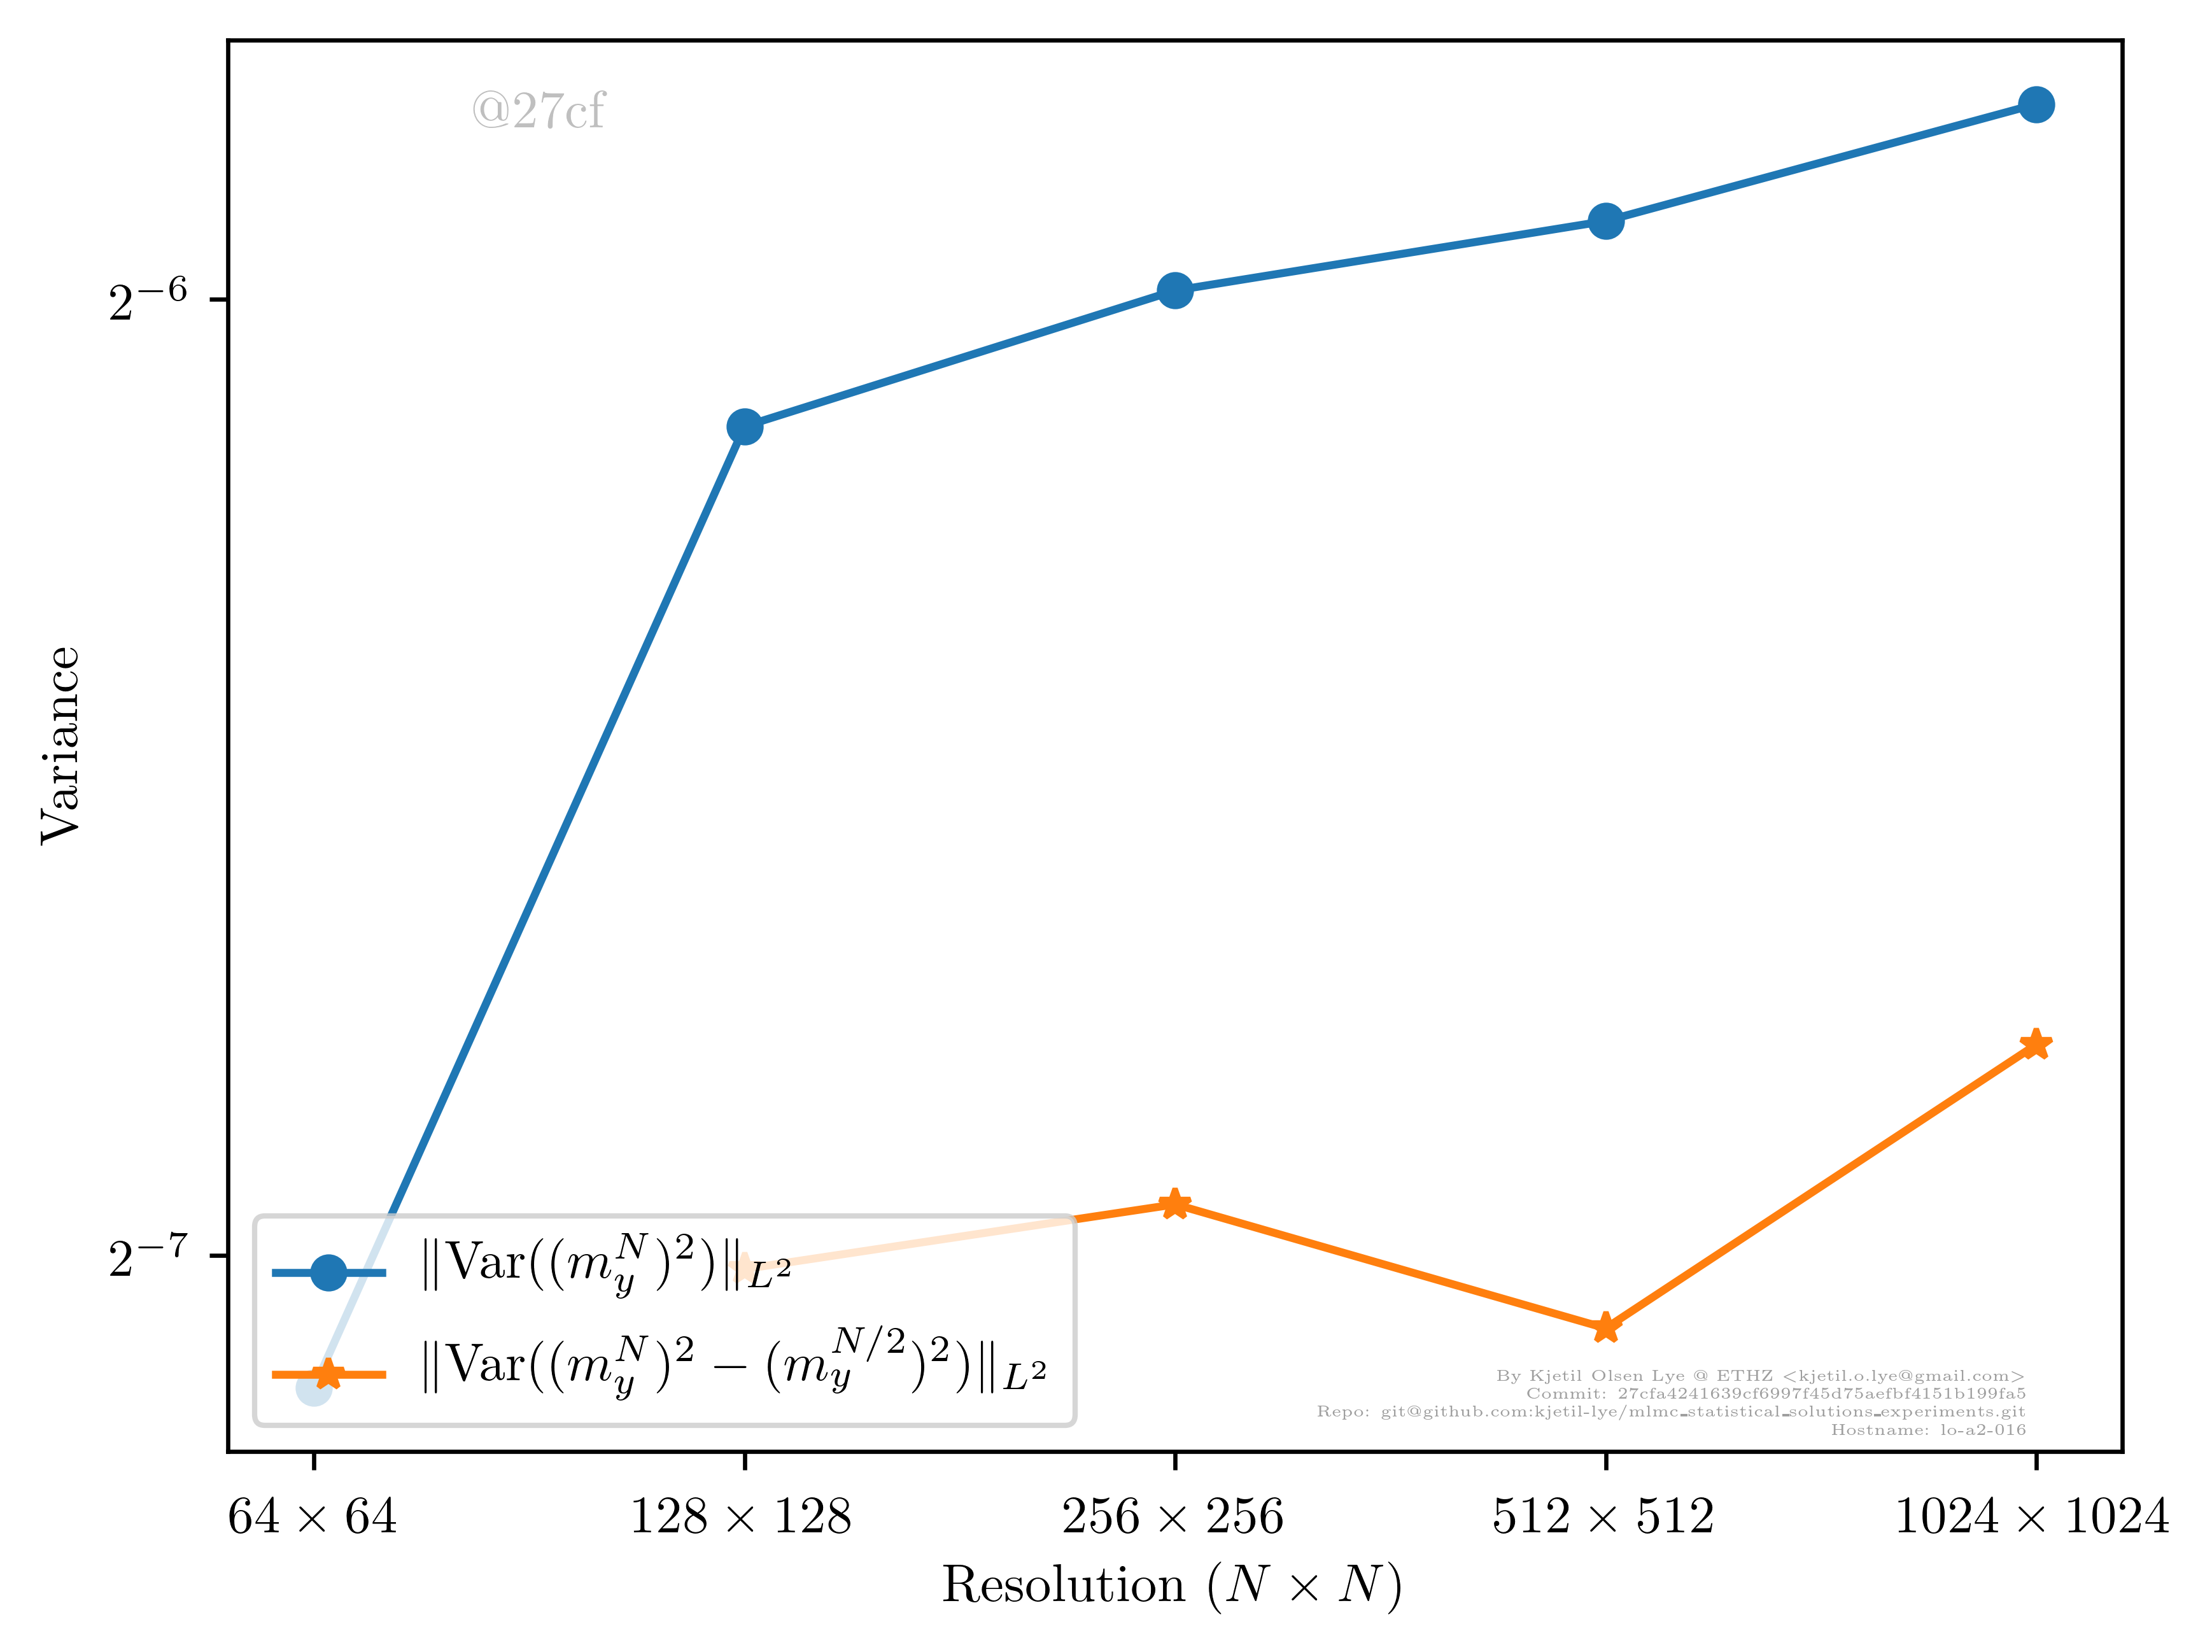 @27cf
2⁻⁶
Variance
2⁻⁷
‖Var((m_y^N)^2)‖_{L^2}
‖Var((m_y^N)^2 − (m_y^{N/2})^2)‖_{L^2}
By Kjetil Olsen Lye @ ETHZ <kjetil.o.lye@gmail.com>
Commit: 27cfa4241639cf6997f45d75aefbf4151b199fa5
Repo: git@github.com:kjetil-lye/mlmc_statistical_solutions_experiments.git
Hostname: lo-a2-016
64 × 64 128 × 128 256 × 256 512 × 512 1024 × 1024
Resolution (N × N)